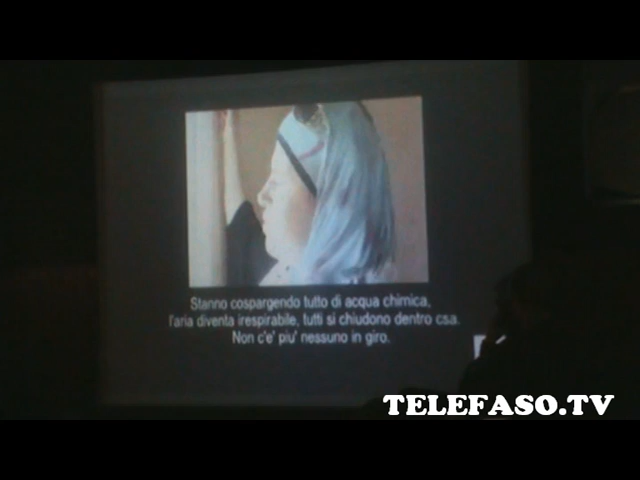 Stanno cospargendo tutto di acqua chimica,
l'aria diventa irrespirabile, tutti si chiudono dentro csa.
Non c'e' piu' nessuno in giro.
TELEFASO.TV